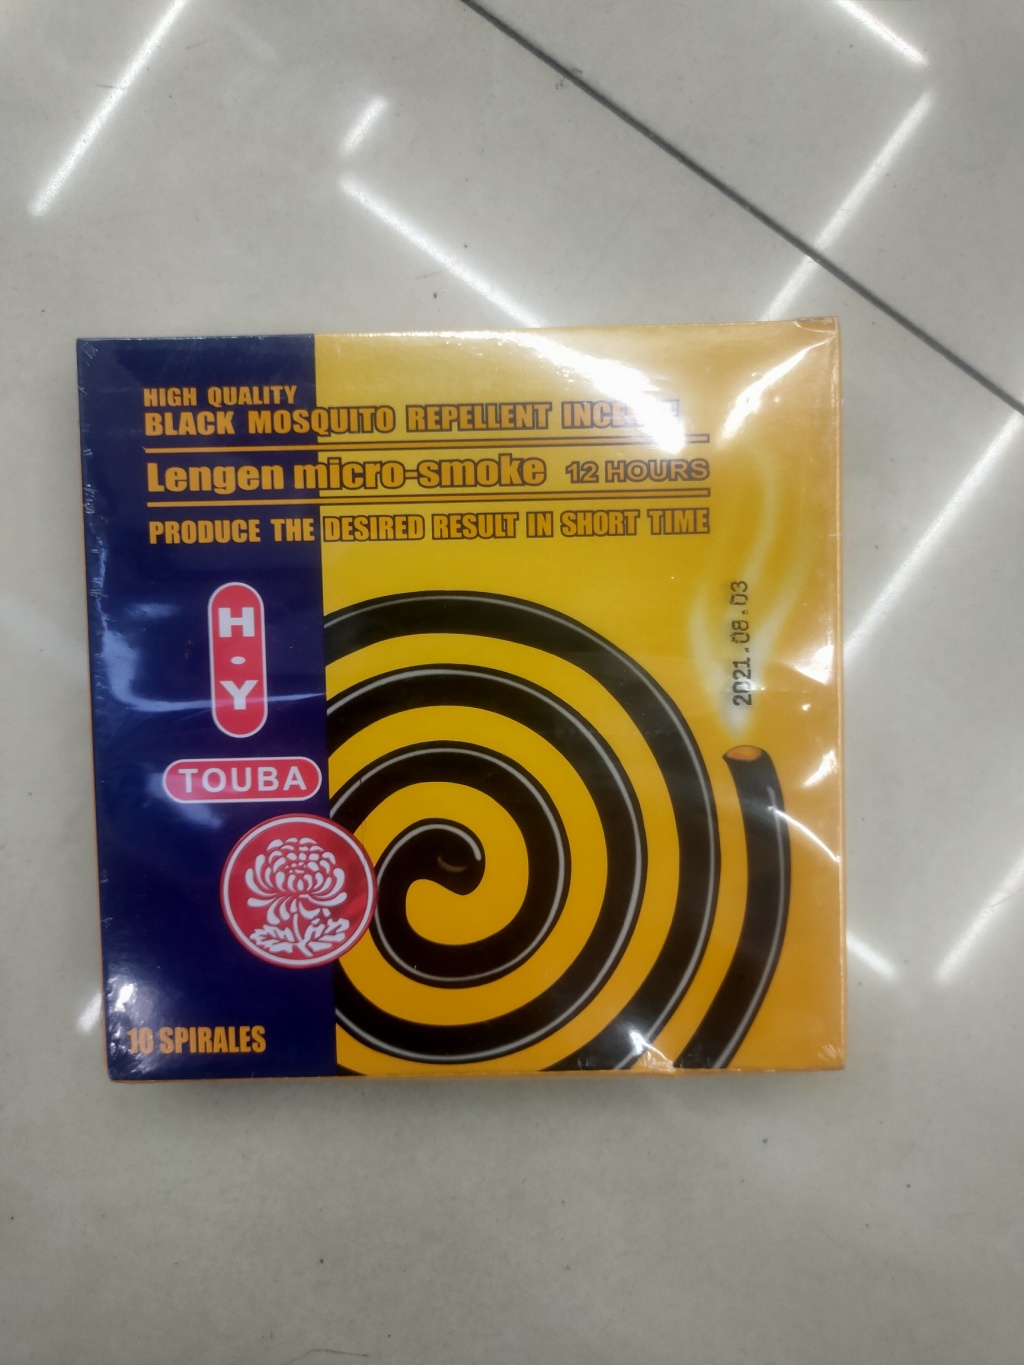 HIGH QUALITY
BLACK MOSQUITO REPELLENT INCENSE
Lengen micro-smoke 12 HOURS
PRODUCE THE DESIRED RESULT IN SHORT TIME
H·Y
TOUBA
2021.08.03
10 SPIRALES